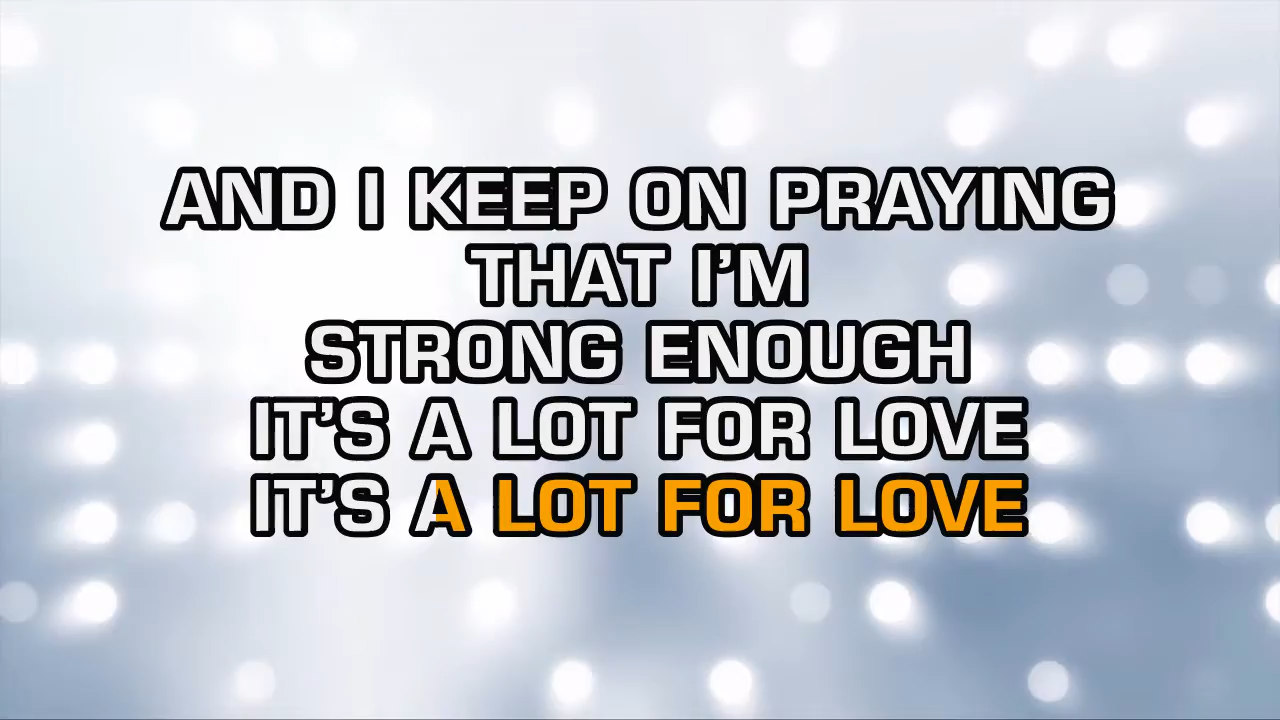 AND I KEEP ON PRAYING
THAT I'M
STRONG ENOUGH
IT'S A LOT FOR LOVE
IT'S A LOT FOR LOVE